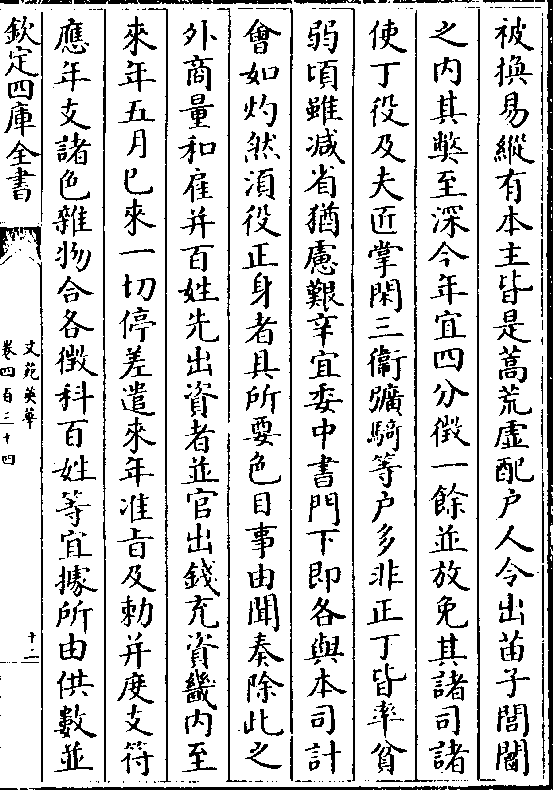 被換易縱有本主皆是蒿荒虛配户人令出苗子閭閻
之内其弊至深今年宜四分徴一餘並放免其諸司諸
使丁役及夫匠掌閑三衛彍騎等户多非正丁皆率貧
弱頃雖減省猶慮艱辛宜委中書門下即各與本司計
㑹如灼然湏役正身者具所要色目事由聞奏除此之
外商量和雇并百姓先出資者並官出錢充資畿内至
來年五月已來一切停差遣來年准㫖及勅并度支符
應年支諸色雜物合各徴科百姓等宜據所由供數並
欽定四庫全書
文苑英華
卷四百三十四
十二